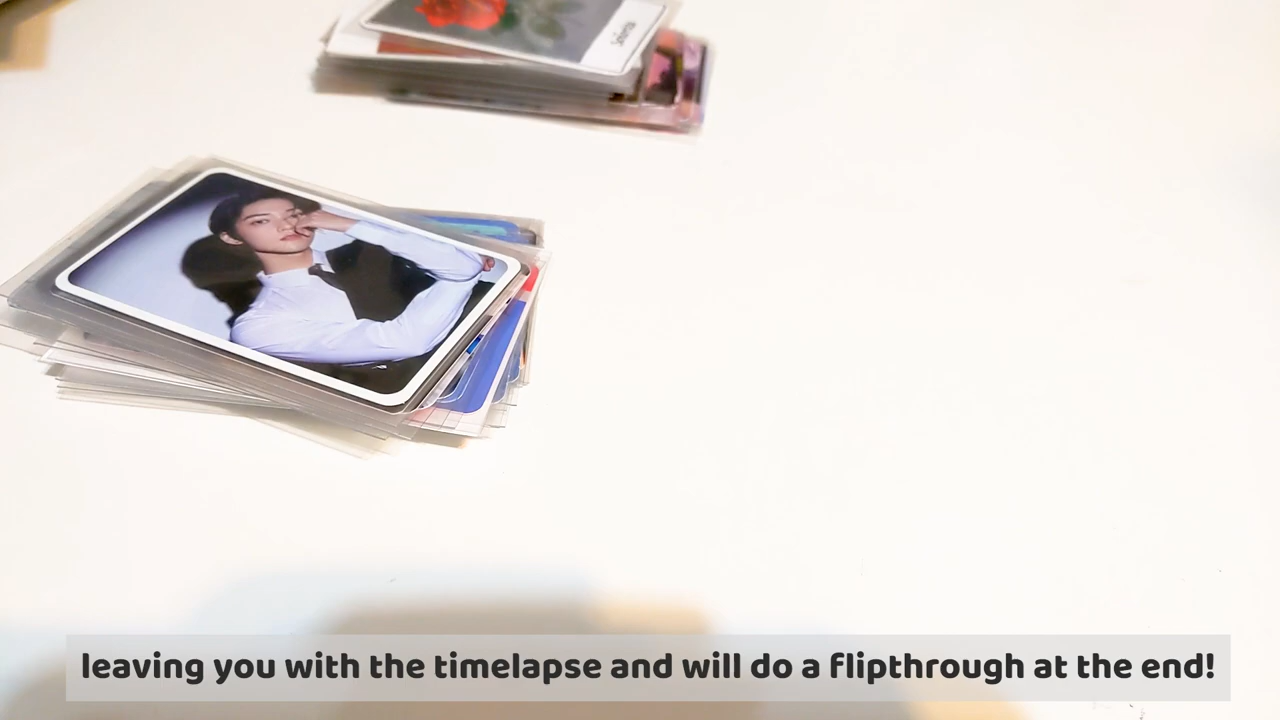 leaving you with the timelapse and will do a flipthrough at the end!